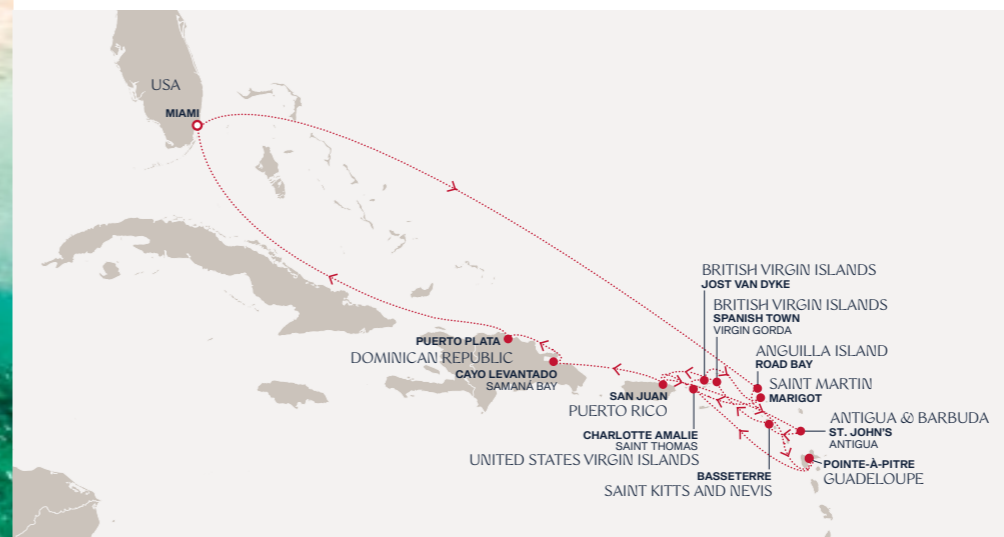 USA
MIAMI
BRITISH VIRGIN ISLANDS
JOST VAN DYKE
BRITISH VIRGIN ISLANDS
SPANISH TOWN
VIRGIN GORDA
PUERTO PLATA
DOMINICAN REPUBLIC
CAYO LEVANTADO
SAMANÁ BAY
ANGUILLA ISLAND
ROAD BAY
SAINT MARTIN
MARIGOT
SAN JUAN
PUERTO RICO
ANTIGUA & BARBUDA
ST. JOHN'S
ANTIGUA
CHARLOTTE AMALIE
SAINT THOMAS
UNITED STATES VIRGIN ISLANDS
POINTE-À-PITRE
GUADELOUPE
BASSETERRE
SAINT KITTS AND NEVIS